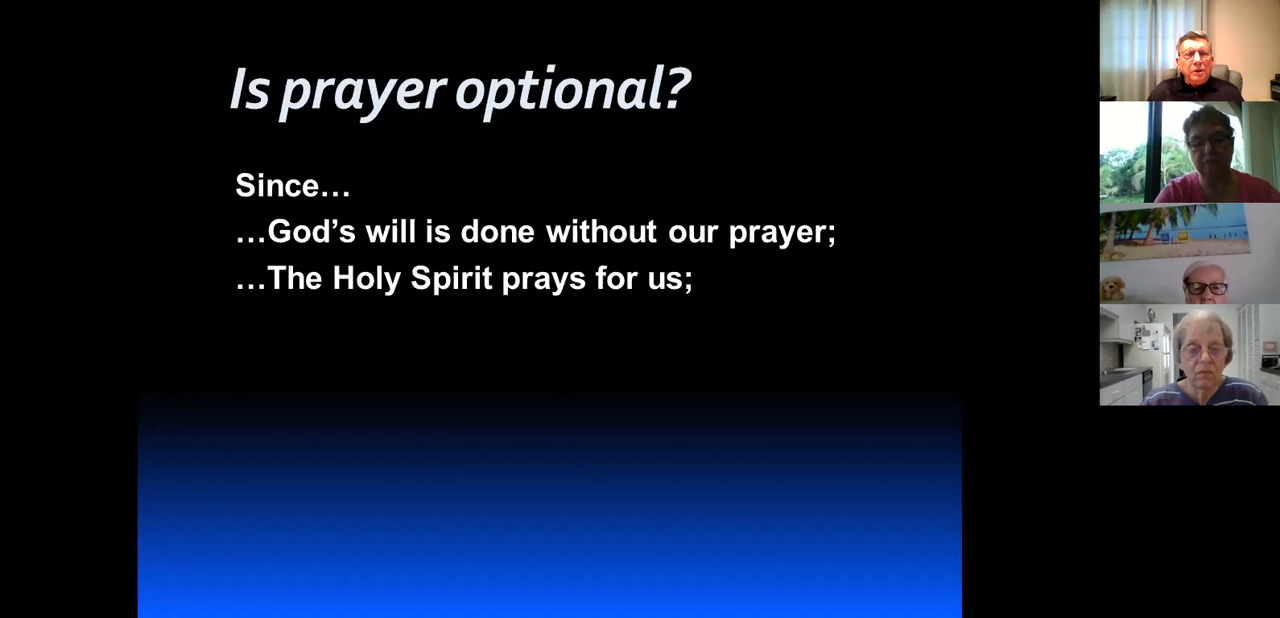 Is prayer optional?
Since…
…God’s will is done without our prayer;
…The Holy Spirit prays for us;